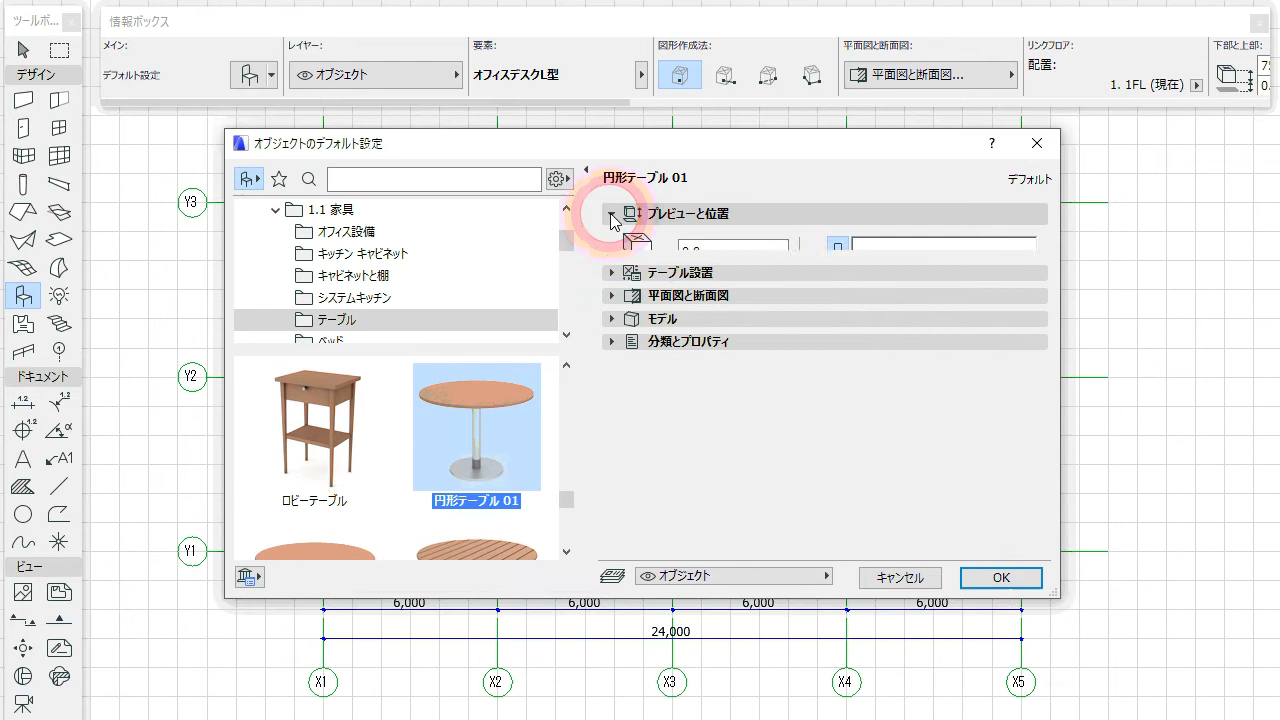 ツールボ...
情報ボックス
メイン:
レイヤー:
要素:
図形作成法:
平面図と断面図:
リンクフロア:
下部と上部:
デフォルト設定
オブジェクト
オフィスデスクL型
平面図と断面図...
配置:
1. 1FL (現在)
デザイン
ドキュメント
ビュー
オブジェクトのデフォルト設定
?
円形テーブル 01
デフォルト
1.1 家具
オフィス設備
キッチン キャビネット
キャビネットと棚
システムキッチン
テーブル
プレビューと位置
テーブル設置
平面図と断面図
モデル
分類とプロパティ
ロビーテーブル
円形テーブル 01
オブジェクト
キャンセル
OK
Y3
Y2
Y1
6,000
6,000
6,000
6,000
24,000
X1
X2
X3
X4
X5